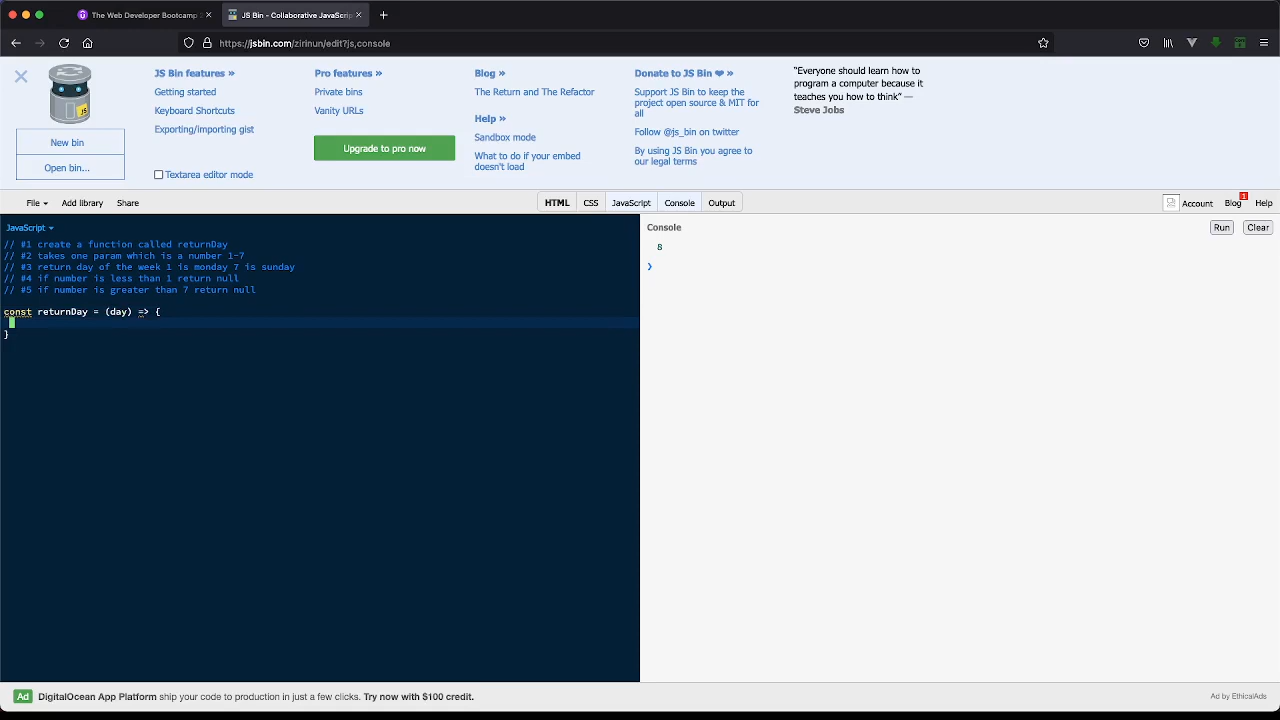 The Web Developer Bootcamp
JS Bin - Collaborative JavaScrip
https://jsbin.com/zirinun/edit?js,console
JS Bin features »
Getting started
Keyboard Shortcuts
Exporting/importing gist
Textarea editor mode
Pro features »
Private bins
Vanity URLs
Upgrade to pro now
Blog »
The Return and The Refactor
Help »
Sandbox mode
What to do if your embed
doesn't load
Donate to JS Bin ❤ »
Support JS Bin to keep the
project open source & MIT for
all
Follow @js_bin on twitter
By using JS Bin you agree to
our legal terms
"Everyone should learn how to
program a computer because it
teaches you how to think" —
Steve Jobs
New bin
Open bin...
File Add library Share
HTML CSS JavaScript Console Output
Account Blog 1 Help
JavaScript
// #1 create a function called returnDay
// #2 takes one param which is a number 1-7
// #3 return day of the week 1 is monday 7 is sunday
// #4 if number is less than 1 return null
// #5 if number is greater than 7 return null
const returnDay = (day) => {
}
Console
Run Clear
8
❯
Ad DigitalOcean App Platform ship your code to production in just a few clicks. Try now with $100 credit.
Ad by EthicalAds